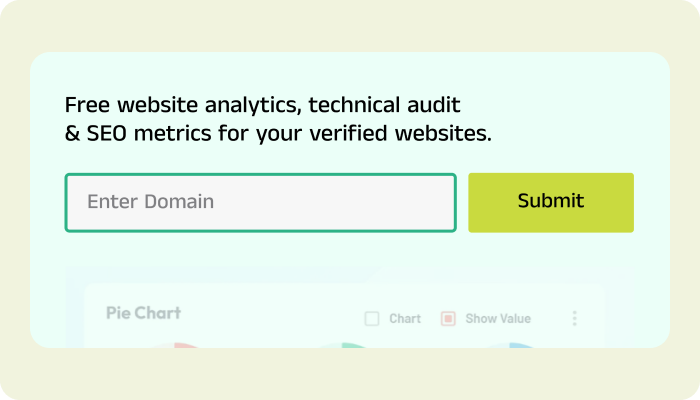 Free website analytics, technical audit
& SEO metrics for your verified websites.
Enter Domain
Submit
Pie Chart
Chart
Show Value